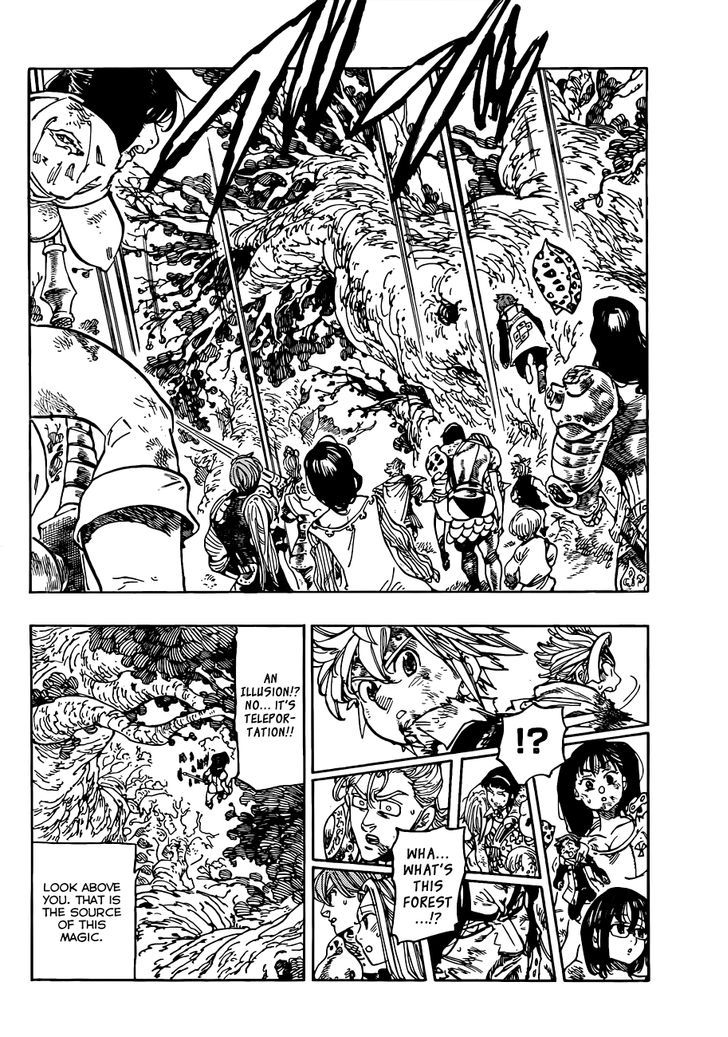 !?
WHA...
WHAT'S
THIS
FOREST
...!?
AN
ILLUSION!?
NO... IT'S
TELEPOR-
TATION!!
LOOK ABOVE
YOU. THAT IS
THE SOURCE
OF THIS
MAGIC.